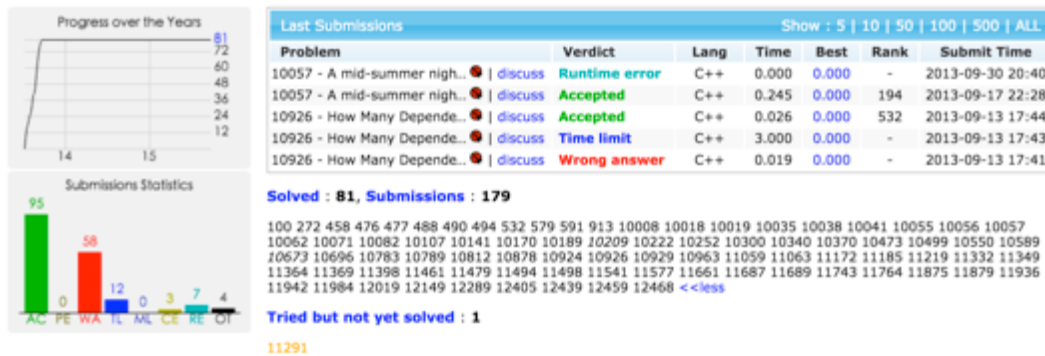 Progress over the Years
81
72
60
48
36
24
12
14 15
Submissions Statistics
95
0
58
12
0
3
7
4
AC PE WA TL ML CE RE OT
Last Submissions Show : 5 | 10 | 50 | 100 | 500 | ALL
Problem Verdict Lang Time Best Rank Submit Time
10057 - A mid-summer nigh... | discuss Runtime error C++ 0.000 0.000 - 2013-09-30 20:40
10057 - A mid-summer nigh... | discuss Accepted C++ 0.245 0.000 194 2013-09-17 22:28
10926 - How Many Depende... | discuss Accepted C++ 0.026 0.000 532 2013-09-13 17:44
10926 - How Many Depende... | discuss Time limit C++ 3.000 0.000 - 2013-09-13 17:43
10926 - How Many Depende... | discuss Wrong answer C++ 0.019 0.000 - 2013-09-13 17:41
Solved : 81, Submissions : 179
100 272 458 476 477 488 490 494 532 579 591 913 10008 10018 10019 10035 10038 10041 10055 10056 10057
10062 10071 10082 10107 10141 10170 10189 10209 10222 10252 10300 10340 10370 10473 10499 10550 10589
10673 10696 10783 10789 10812 10878 10924 10926 10929 10963 11059 11063 11172 11185 11219 11332 11349
11364 11369 11398 11461 11479 11494 11498 11541 11577 11661 11687 11689 11743 11764 11875 11879 11936
11942 11984 12019 12149 12289 12405 12439 12459 12468 <<less
Tried but not yet solved : 1
11291